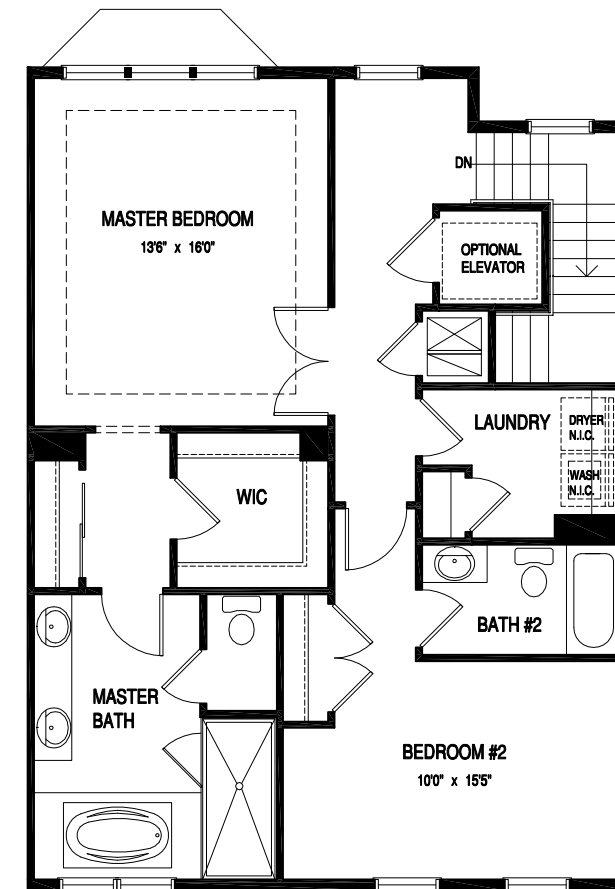 DN
MASTER BEDROOM
13'6" x 16'0"
OPTIONAL
ELEVATOR
LAUNDRY
DRYER
N.I.C.
WASH
N.I.C.
WIC
BATH #2
MASTER
BATH
BEDROOM #2
10'0" x 15'5"